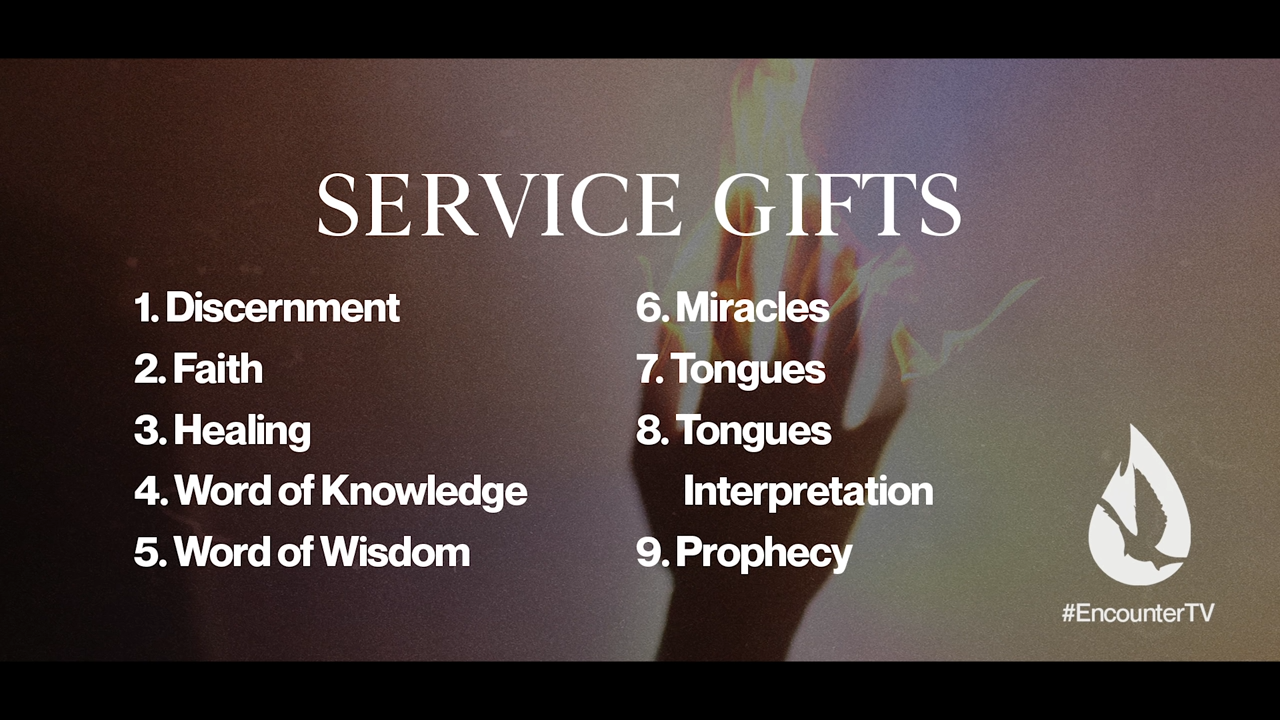 SERVICE GIFTS
1. Discernment
2. Faith
3. Healing
4. Word of Knowledge
5. Word of Wisdom
6. Miracles
7. Tongues
8. Tongues
Interpretation
9. Prophecy
#EncounterTV